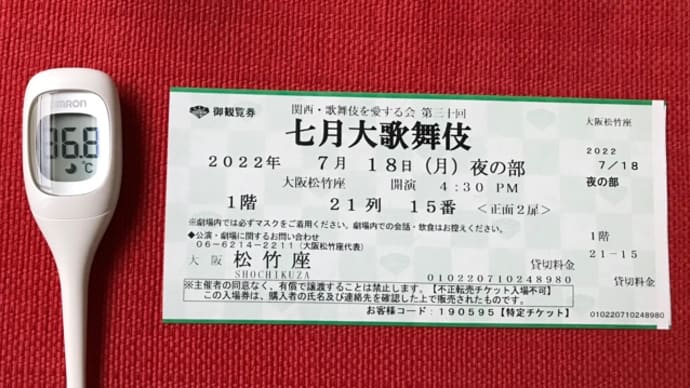 OMRON
36.8
℃
御観覧券
関西・歌舞伎を愛する会 第三十回
七月大歌舞伎
2022年 7月 18日(月) 夜の部
大阪松竹座 開演 4:30 PM
1階 21列 15番 <正面2扉>
※劇場内では必ずマスクをご着用ください。劇場内での会話・飲食はお控えください。
◆公演・劇場に関するお問い合わせ
06-6214-2211（大阪松竹座代表）
大阪 松竹座
SHOCHIKUZA
010220710248980
貸切料金
※主催者の同意なく、有償で譲渡することは禁止します。【不正転売チケット入場不可】
この入場券は、購入者の氏名及び連絡先を確認した上で販売されたものです。
お客様コード：190595【特定チケット】
大阪松竹座
2022
7/18
夜の部
1階
21-15
貸切料金
010220710248980